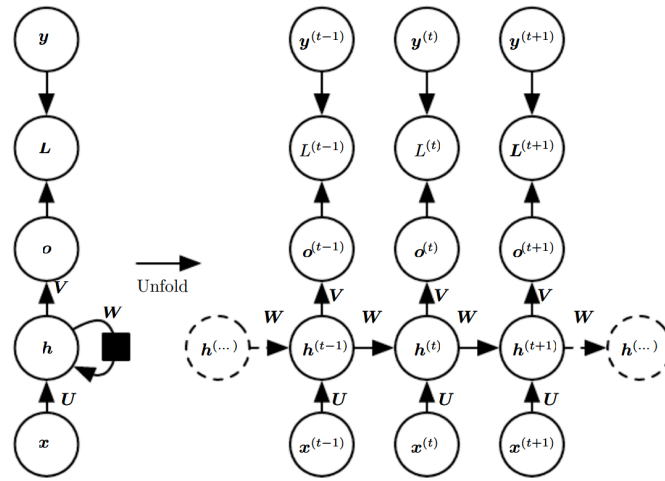 y y^(t−1) y^(t) y^(t+1)
L L^(t−1) L^(t) L^(t+1)
o o^(t−1) o^(t) o^(t+1)
Unfold
V V V V
W W W W W
h h^(...) h^(t−1) h^(t) h^(t+1) h^(...)
U U U U
x x^(t−1) x^(t) x^(t+1)